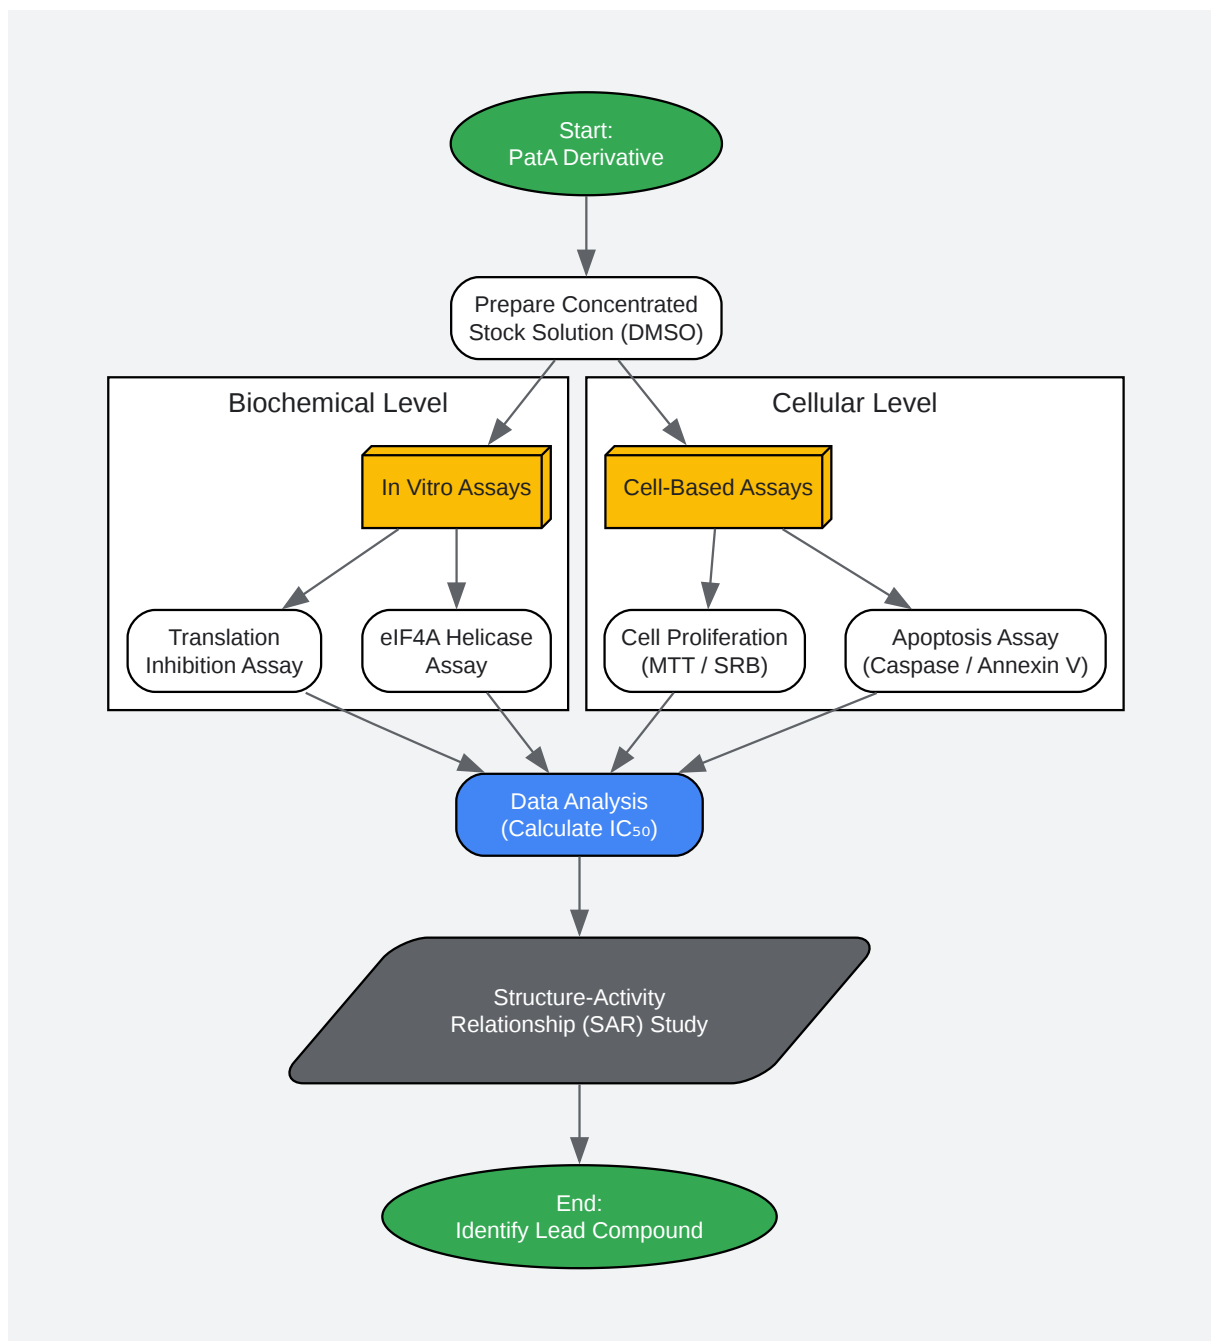 Start:
PatA Derivative
Prepare Concentrated
Stock Solution (DMSO)
Biochemical Level
Cellular Level
In Vitro Assays
Cell-Based Assays
Translation
Inhibition Assay
eIF4A Helicase
Assay
Cell Proliferation
(MTT / SRB)
Apoptosis Assay
(Caspase / Annexin V)
Data Analysis
(Calculate IC₅₀)
Structure-Activity
Relationship (SAR) Study
End:
Identify Lead Compound